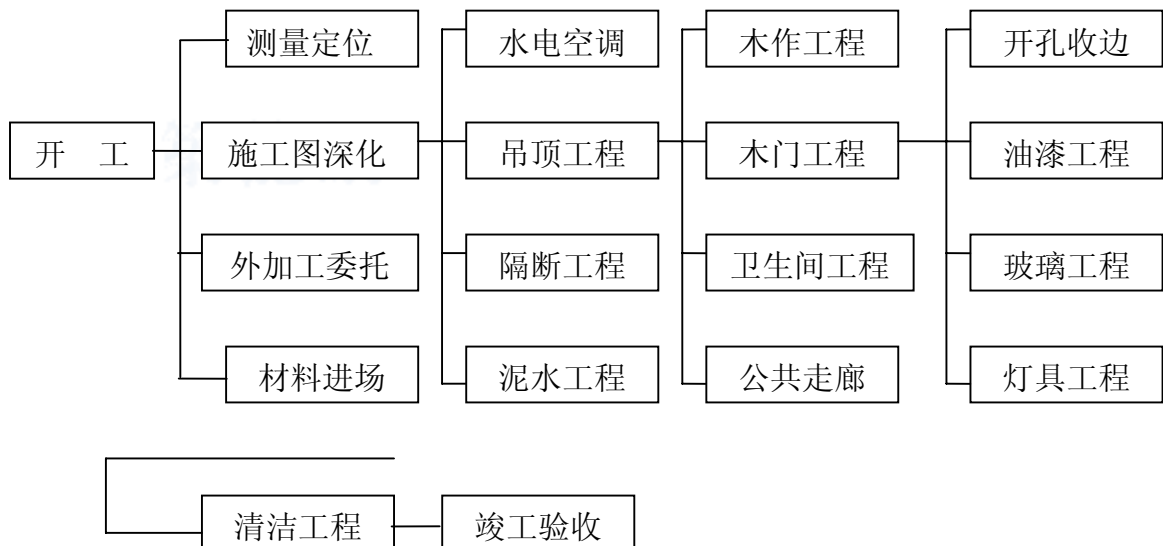 测量定位 水电空调 木作工程 开孔收边
开 工 施工图深化 吊顶工程 木门工程 油漆工程
外加工委托 隔断工程 卫生间工程 玻璃工程
材料进场 泥水工程 公共走廊 灯具工程
清洁工程 竣工验收